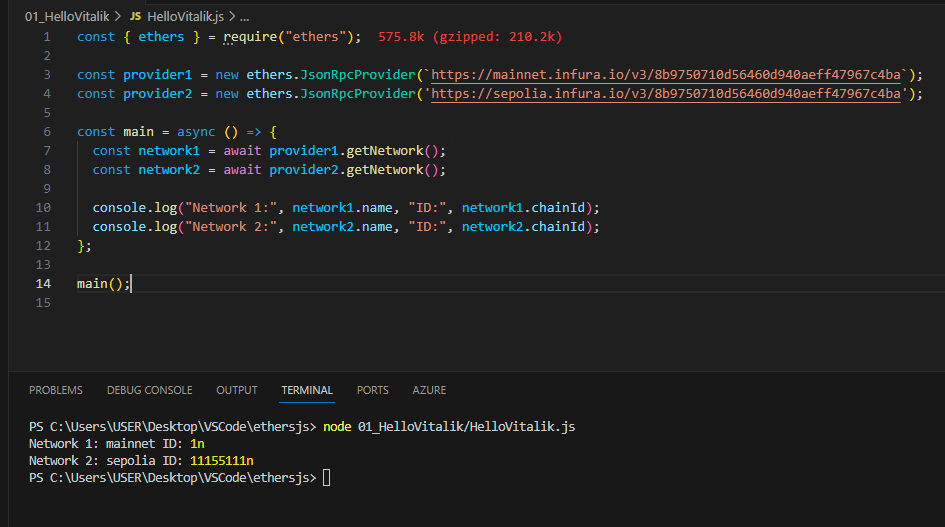 01_HelloVitalik > JS HelloVitalik.js > ...
1 const { ethers } = require("ethers"); 575.8k (gzipped: 210.2k)
2
3 const provider1 = new ethers.JsonRpcProvider(`https://mainnet.infura.io/v3/8b9750710d56460d940aeff47967c4ba`);
4 const provider2 = new ethers.JsonRpcProvider('https://sepolia.infura.io/v3/8b9750710d56460d940aeff47967c4ba');
5
6 const main = async () => {
7   const network1 = await provider1.getNetwork();
8   const network2 = await provider2.getNetwork();
9
10   console.log("Network 1:", network1.name, "ID:", network1.chainId);
11   console.log("Network 2:", network2.name, "ID:", network2.chainId);
12 };
13
14 main();
15
PROBLEMS DEBUG CONSOLE OUTPUT TERMINAL PORTS AZURE
PS C:\Users\USER\Desktop\VSCode\ethersjs> node 01_HelloVitalik/HelloVitalik.js
Network 1: mainnet ID: 1n
Network 2: sepolia ID: 11155111n
PS C:\Users\USER\Desktop\VSCode\ethersjs>